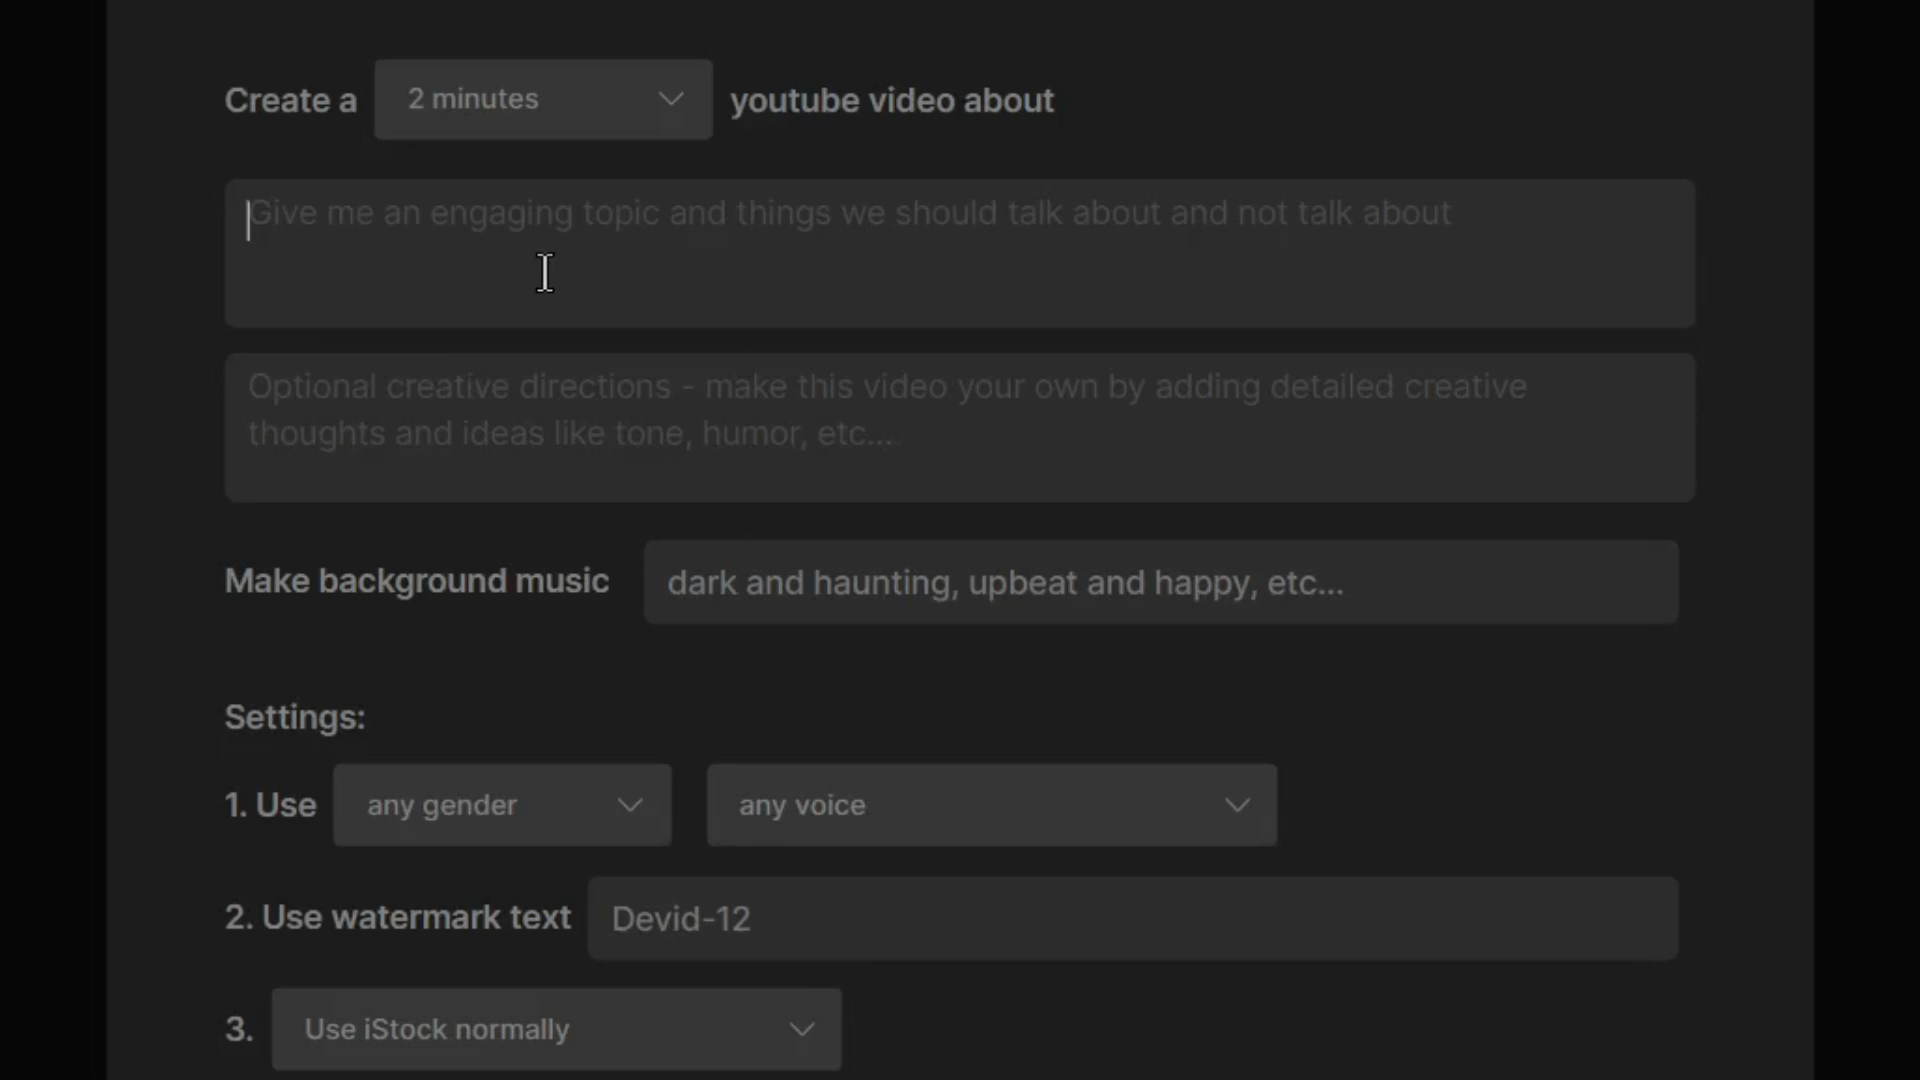 Create a 2 minutes youtube video about
Give me an engaging topic and things we should talk about and not talk about
Optional creative directions - make this video your own by adding detailed creative
thoughts and ideas like tone, humor, etc...
Make background music dark and haunting, upbeat and happy, etc...
Settings:
1. Use any gender any voice
2. Use watermark text Devid-12
3. Use iStock normally